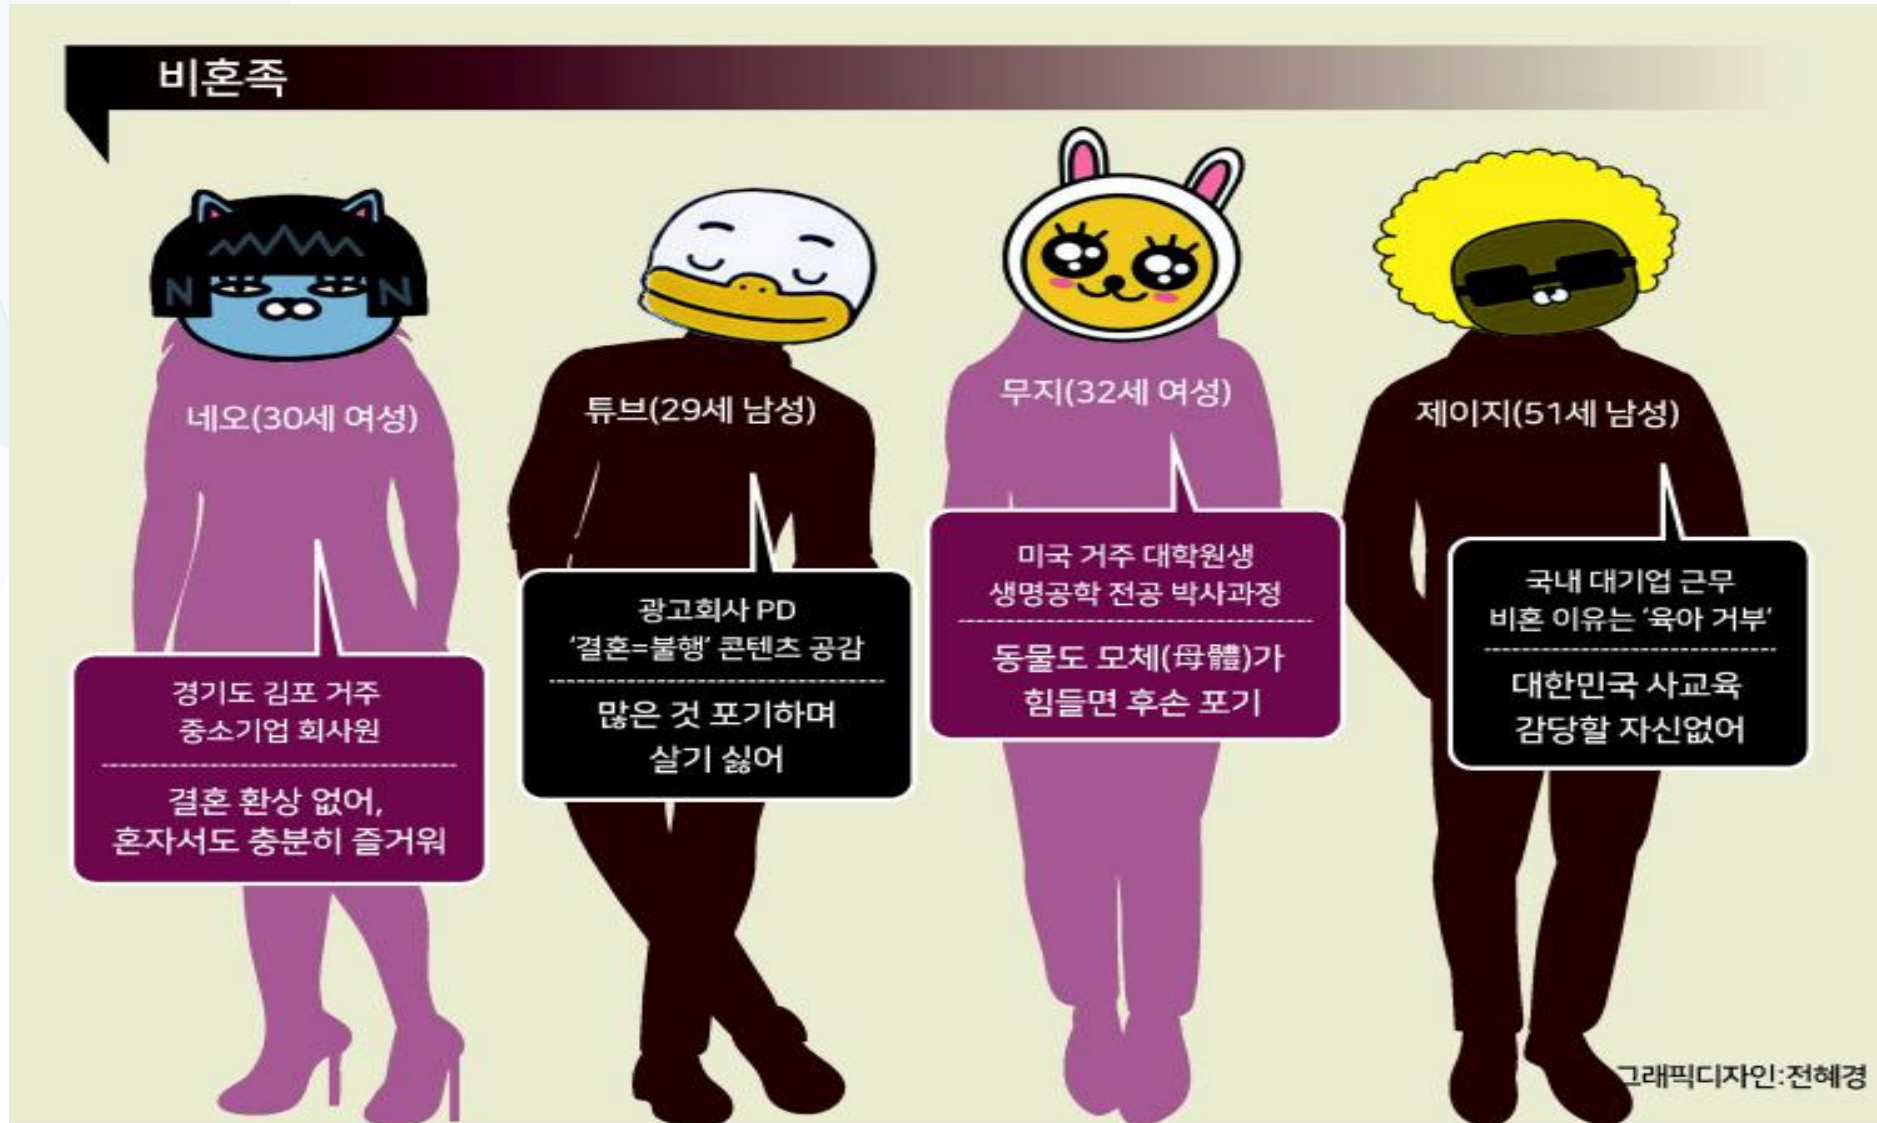 비혼족
N N
네오(30세 여성)
경기도 김포 거주
중소기업 회사원
결혼 환상 없어,
혼자서도 충분히 즐거워
튜브(29세 남성)
광고회사 PD
‘결혼=불행’ 콘텐츠 공감
많은 것 포기하며
살기 싫어
무지(32세 여성)
미국 거주 대학원생
생명공학 전공 박사과정
동물도 모체(母體)가
힘들면 후손 포기
제이지(51세 남성)
국내 대기업 근무
비혼 이유는 ‘육아 거부’
대한민국 사교육
감당할 자신없어
그래픽디자인:전혜경